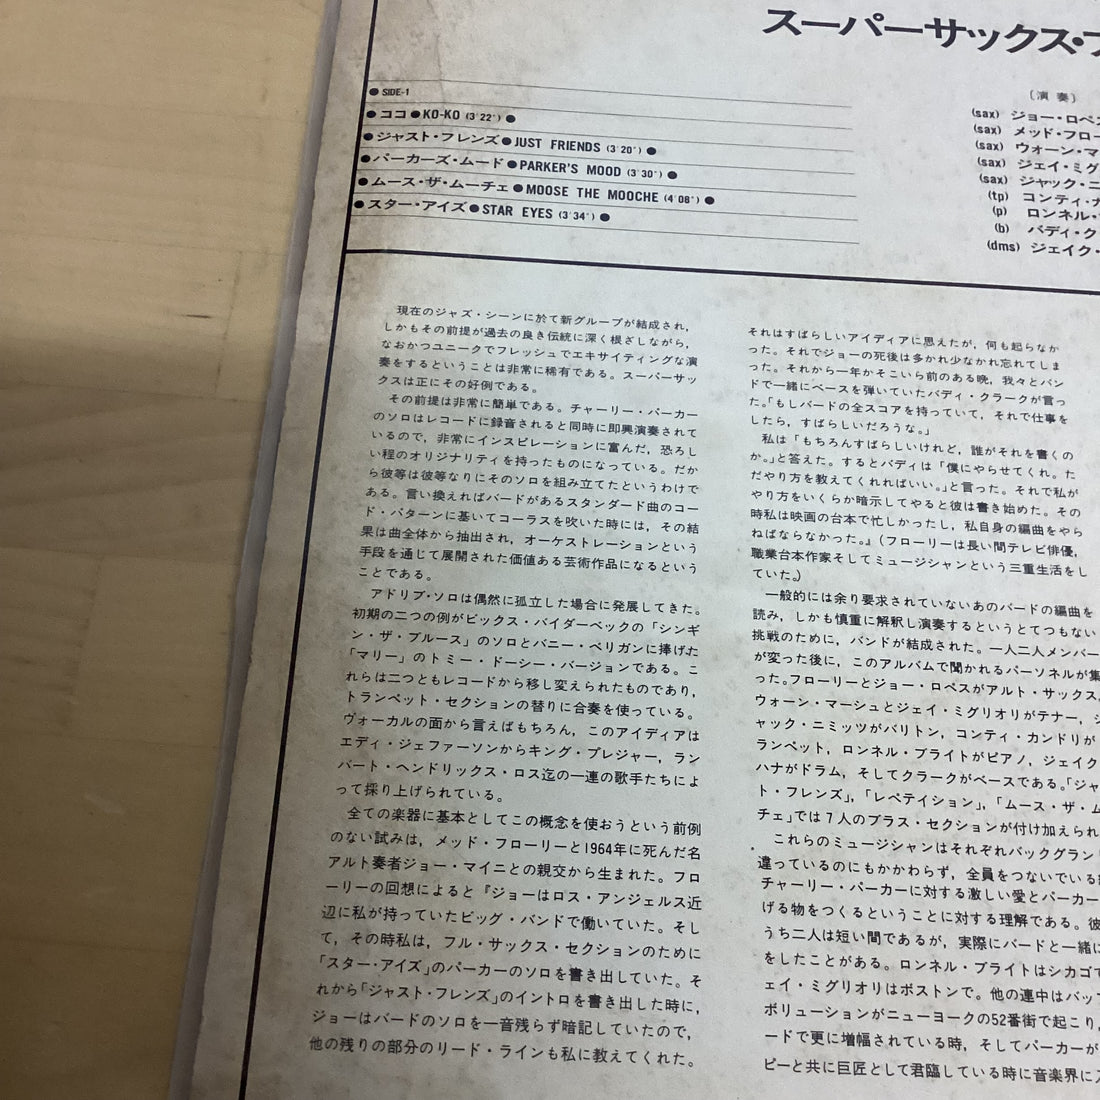 スーパーサックス・プ
●SIDE-1
●ココ●KO-KO (3′22″)●
●ジャスト・フレンズ●JUST FRIENDS (3′20″)●
●パーカーズ・ムード●PARKER'S MOOD (3′30″)●
●ムース・ザ・ムーチェ●MOOSE THE MOOCHE (4′08″)●
●スター・アイズ●STAR EYES (3′34″)●
〔演奏〕
(sax) ジョー・ロペス
(sax) メッド・フロー
(sax) ウォーン・マ
(sax) ジェイ・ミグ
(sax) ジャック・ニ
(tp) コンティ・カ
(p) ロンネル・
(b) バディ・ク
(dms) ジェイク・
現在のジャズ・シーンに於て新グループが結成され，
しかもその前提が過去の良き伝統に深く根ざしながら，
なおかつユニークでフレッシュでエキサイティングな演
奏をするということは非常に稀有である。スーパーサッ
クスは正にその好例である。
その前提は非常に簡単である。チャーリー・パーカー
のソロはレコードに録音されると同時に即興演奏されて
いるので，非常にインスピレーションに富んだ，恐ろし
い程のオリジナリティを持ったものになっている。だか
ら彼等は彼等なりにそのソロを組み立てたというわけで
ある。言い換えればバードがあるスタンダード曲のコー
ド・パターンに基いてコーラスを吹いた時には，その結
果は曲全体から抽出され，オーケストレーションという
手段を通じて展開された価値ある芸術作品になるという
ことである。
アドリブ・ソロは偶然に孤立した場合に発展してきた。
初期の二つの例がビックス・バイダーベックの「シンギ
ン・ザ・ブルース」のソロとバニー・ベリガンに捧げた
「マリー」のトミー・ドーシー・バージョンである。こ
れらは二つともレコードから移し変えられたものであり，
トランペット・セクションの替りに合奏を使っている。
ヴォーカルの面から言えばもちろん，このアイディアは
エディ・ジェファーソンからキング・プレジャー，ラン
バート・ヘンドリックス・ロス迄の一連の歌手たちによ
って採り上げられている。
全ての楽器に基本としてこの概念を使おうという前例
のない試みは，メッド・フローリーと1964年に死んだ名
アルト奏者ジョー・マイニとの親交から生まれた。フロ
ーリーの回想によると『ジョーはロス・アンジェルス近
辺に私が持っていたビッグ・バンドで働いていた。そし
て，その時私は，フル・サックス・セクションのために
「スター・アイズ」のパーカーのソロを書き出していた。そ
れから「ジャスト・フレンズ」のイントロを書き出した時に，
ジョーはバードのソロを一音残らず暗記していたので，
他の残りの部分のリード・ラインも私に教えてくれた。
それはすばらしいアイディアに思えたが，何も起らなか
った。それでジョーの死後は多かれ少なかれ忘れてしま
った。それから一年かそこいら前のある晩，我々とバン
ドで一緒にベースを弾いていたバディ・クラークが言っ
た。「もしバードの全スコアを持っていて，それで仕事を
したら，すばらしいだろうな。」
私は「もちろんすばらしいけれど，誰がそれを書くの
か。」と答えた。するとバディは「僕にやらせてくれ。た
だやり方を教えてくれればいい。」と言った。それで私が
やり方をいくらか暗示してやると彼は書き始めた。その
時私は映画の台本で忙しかったし，私自身の編曲をやら
ねばならなかった。』（フローリーは長い間テレビ俳優，
職業台本作家そしてミュージシャンという三重生活をし
ていた。）
一般的には余り要求されていないあのバードの編曲を
読み，しかも慎重に解釈し演奏するというとてつもない
挑戦のために，バンドが結成された。一人二人メンバー
が変った後に，このアルバムで聞かれるパーソネルが集
った。フローリーとジョー・ロペスがアルト・サックス，
ウォーン・マーシュとジェイ・ミグリオリがテナー，ジ
ャック・ニミッツがバリトン，コンティ・カンドリが
ランペット，ロンネル・ブライトがピアノ，ジェイク
ハナがドラム，そしてクラークがベースである。「ジャ
ト・フレンズ」，「レペテイション」，「ムース・ザ・ム
チェ」では７人のブラス・セクションが付け加えられ
これらのミュージシャンはそれぞれバックグラン
違っているのにもかかわらず，全員をつないでいる
チャーリー・パーカーに対する激しい愛とパーカー
げる物をつくるということに対する理解である。彼
うち二人は短い間であるが，実際にバードと一緒に
をしたことがある。ロンネル・ブライトはシカゴで
ェイ・ミグリオリはボストンで。他の連中はバップ
ボリューションがニューヨークの52番街で起こり，
ードで更に増幅されている時，そしてパーカーが
ピーと共に巨匠として君臨している時に音楽界に入